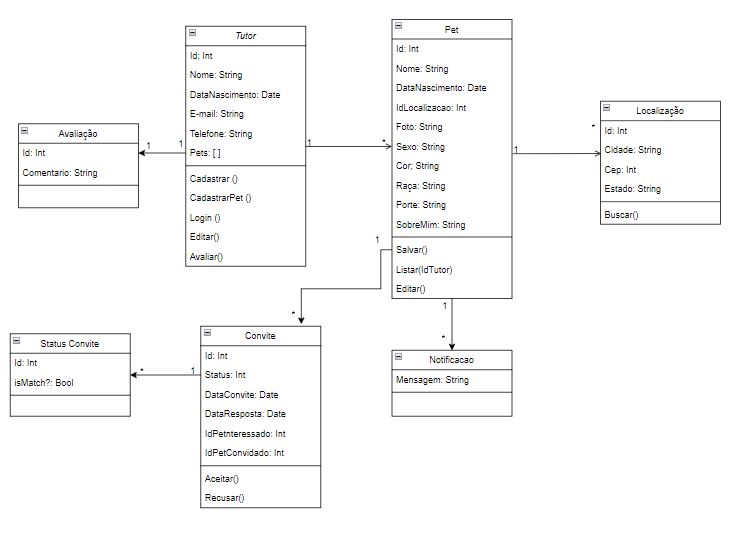 Tutor
Id: Int
Nome: String
DataNascimento: Date
E-mail: String
Telefone: String
Pets: [ ]
Cadastrar ()
CadastrarPet ()
Login ()
Editar()
Avaliar()
Pet
Id: Int
Nome: String
DataNascimento: Date
IdLocalizacao: Int
Foto: String
Sexo: String
Cor; String
Raça: String
Porte: String
SobreMim: String
Salvar()
Listar(IdTutor)
Editar()
Localização
Id: Int
Cidade: String
Cep: Int
Estado: String
Buscar()
Avaliação
Id: Int
Comentario: String
1
1
1
*
1
*
1
*
1
*
Status Convite
Id: Int
isMatch?: Bool
*
1
Convite
Id: Int
Status: Int
DataConvite: Date
DataResposta: Date
IdPetnteressado: Int
IdPetConvidado: Int
Aceitar()
Recusar()
Notificacao
Mensagem: String